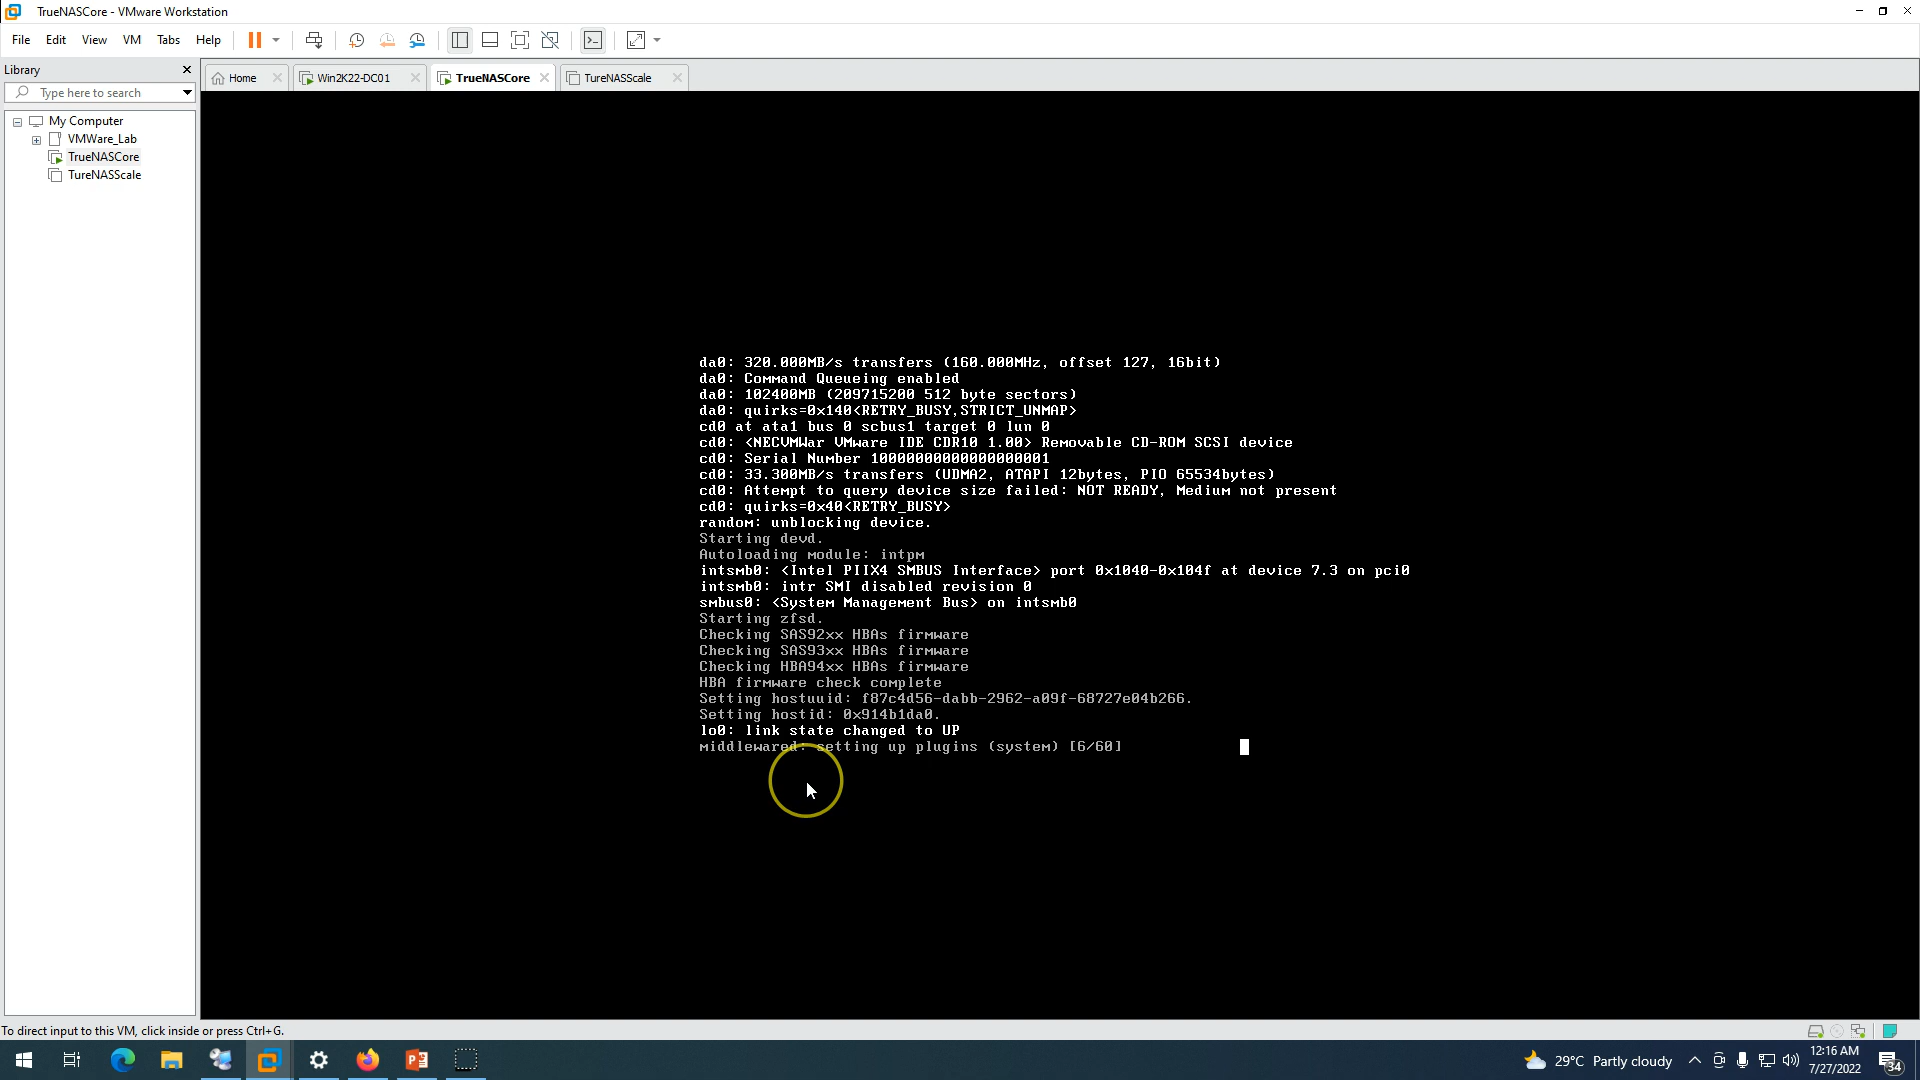 TrueNASCore - VMware Workstation
File Edit View VM Tabs Help
Library
Home Win2K22-DC01 TrueNASCore TureNASScale
Type here to search
My Computer
VMWare_Lab
TrueNASCore
TureNASScale
da0: 320.000MB/s transfers (160.000MHz, offset 127, 16bit)
da0: Command Queueing enabled
da0: 102400MB (209715200 512 byte sectors)
da0: quirks=0x140<RETRY_BUSY,STRICT_UNMAP>
cd0 at ata1 bus 0 scbus1 target 0 lun 0
cd0: <NECVMWar VMware IDE CDR10 1.00> Removable CD-ROM SCSI device
cd0: Serial Number 10000000000000000001
cd0: 33.300MB/s transfers (UDMA2, ATAPI 12bytes, PIO 65534bytes)
cd0: Attempt to query device size failed: NOT READY, Medium not present
cd0: quirks=0x40<RETRY_BUSY>
random: unblocking device.
Starting devd.
Autoloading module: intpm
intsmb0: <Intel PIIX4 SMBUS Interface> port 0x1040-0x104f at device 7.3 on pci0
intsmb0: intr SMI disabled revision 0
smbus0: <System Management Bus> on intsmb0
Starting zfsd.
Checking SAS92xx HBAs firmware
Checking SAS93xx HBAs firmware
Checking HBA94xx HBAs firmware
HBA firmware check complete
Setting hostuuid: f87c4d56-dabb-2962-a09f-68727e04b266.
Setting hostid: 0x914b1da0.
lo0: link state changed to UP
middlewared: setting up plugins (system) [6/60]
To direct input to this VM, click inside or press Ctrl+G.
29°C Partly cloudy
12:16 AM
7/27/2022
34